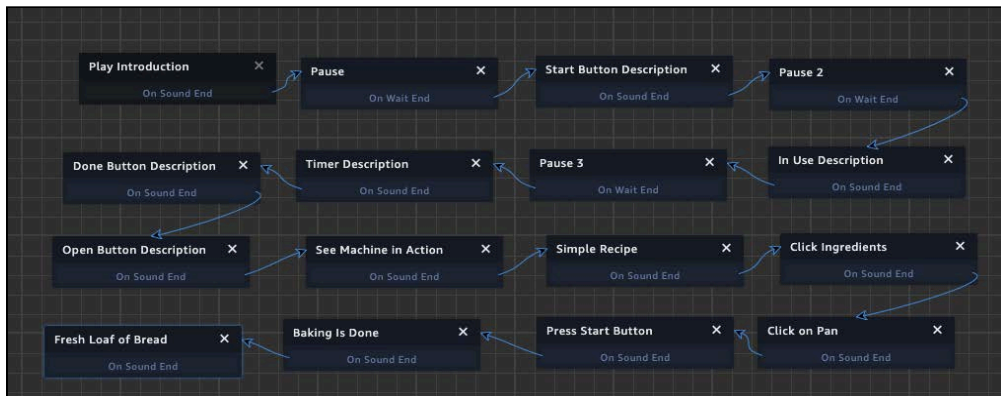 Play Introduction
On Sound End
Pause
On Wait End
Start Button Description
On Sound End
Pause 2
On Wait End
Done Button Description
On Sound End
Timer Description
On Sound End
Pause 3
On Wait End
In Use Description
On Sound End
Open Button Description
On Sound End
See Machine in Action
On Sound End
Simple Recipe
On Sound End
Click Ingredients
On Sound End
Fresh Loaf of Bread
On Sound End
Baking Is Done
On Sound End
Press Start Button
On Sound End
Click on Pan
On Sound End